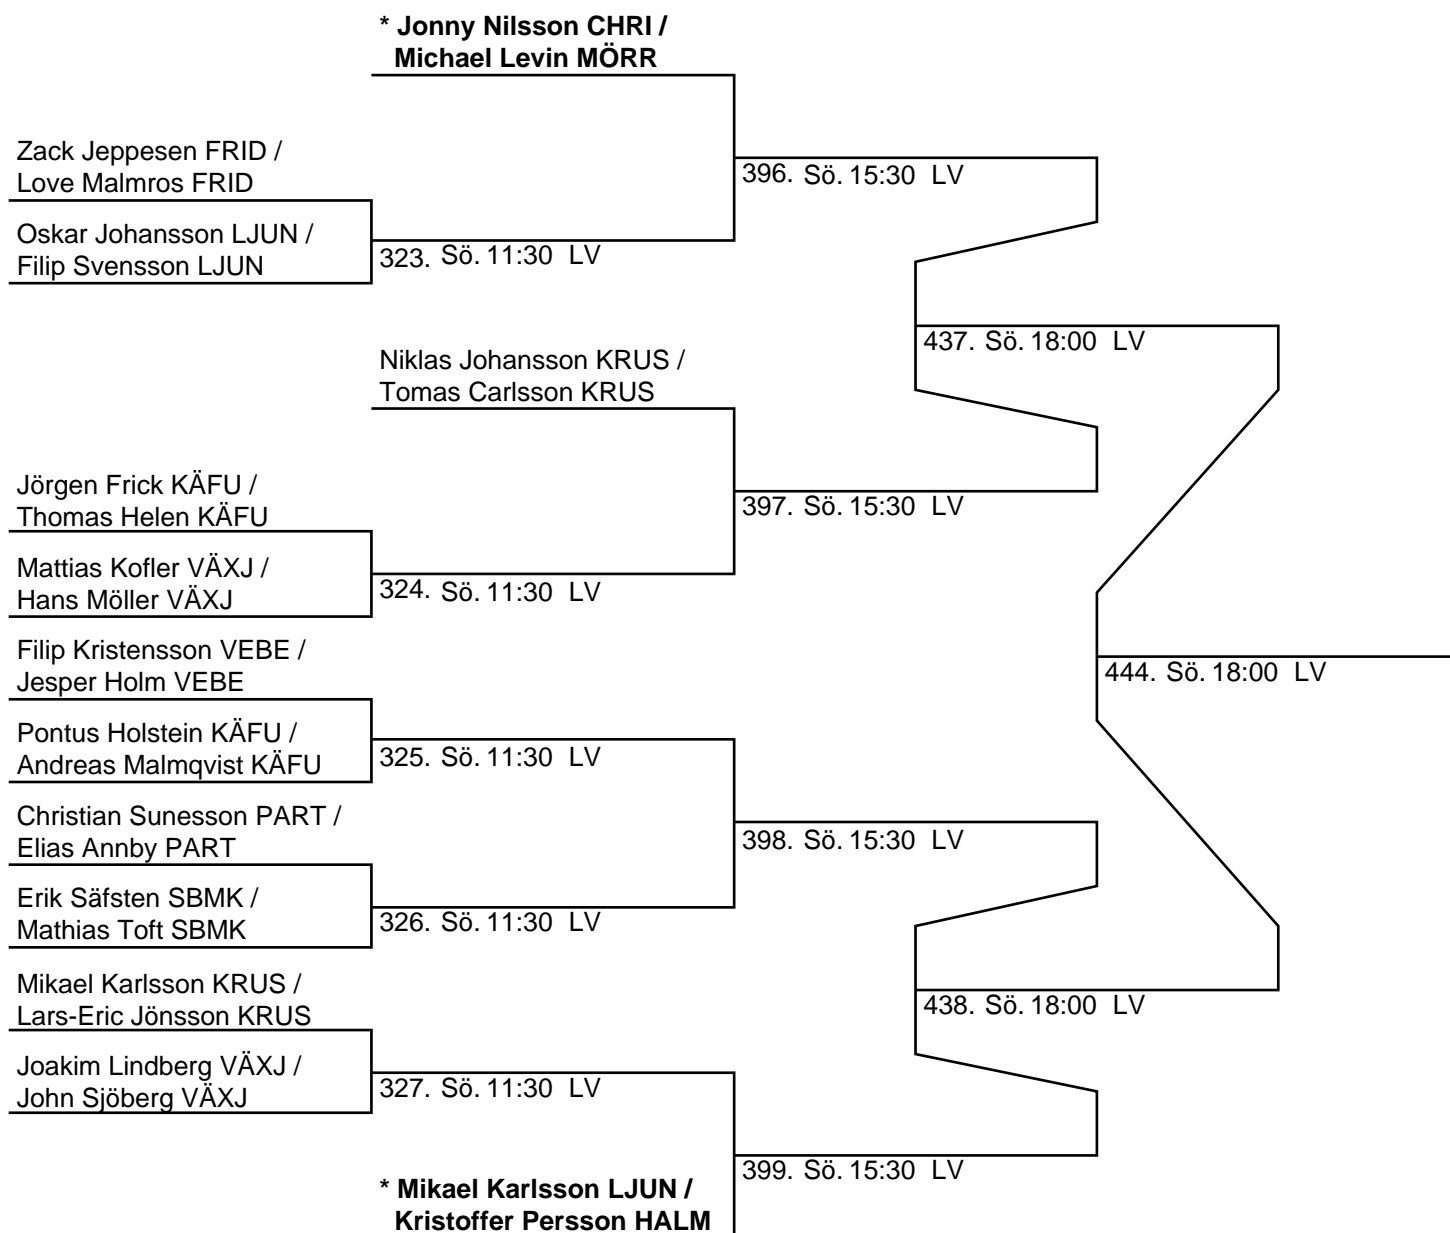 * Jonny Nilsson CHRI /
Michael Levin MÖRR
Zack Jeppesen FRID /
Love Malmros FRID
396. Sö. 15:30 LV
Oskar Johansson LJUN /
Filip Svensson LJUN
323. Sö. 11:30 LV
437. Sö. 18:00 LV
Niklas Johansson KRUS /
Tomas Carlsson KRUS
Jörgen Frick KÄFU /
Thomas Helen KÄFU
397. Sö. 15:30 LV
Mattias Kofler VÄXJ /
Hans Möller VÄXJ
324. Sö. 11:30 LV
Filip Kristensson VEBE /
Jesper Holm VEBE
444. Sö. 18:00 LV
Pontus Holstein KÄFU /
Andreas Malmqvist KÄFU
325. Sö. 11:30 LV
Christian Sunesson PART /
Elias Annby PART
398. Sö. 15:30 LV
Erik Säfsten SBMK /
Mathias Toft SBMK
326. Sö. 11:30 LV
Mikael Karlsson KRUS /
Lars-Eric Jönsson KRUS
438. Sö. 18:00 LV
Joakim Lindberg VÄXJ /
John Sjöberg VÄXJ
327. Sö. 11:30 LV
399. Sö. 15:30 LV
* Mikael Karlsson LJUN /
Kristoffer Persson HALM